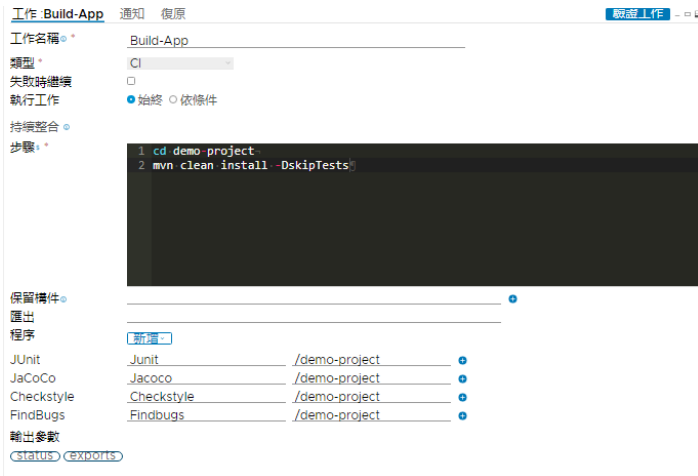 工作 :Build-App 通知 復原 驗證工作
工作名稱 * Build-App
類型 * CI
失敗時繼續
執行工作 始終 依條件
持續整合
步驟 *
1 cd demo-project
2 mvn clean install -DskipTests
保留構件
匯出
程序 新增
JUnit Junit /demo-project
JaCoCo Jacoco /demo-project
Checkstyle Checkstyle /demo-project
FindBugs Findbugs /demo-project
輸出參數
status exports